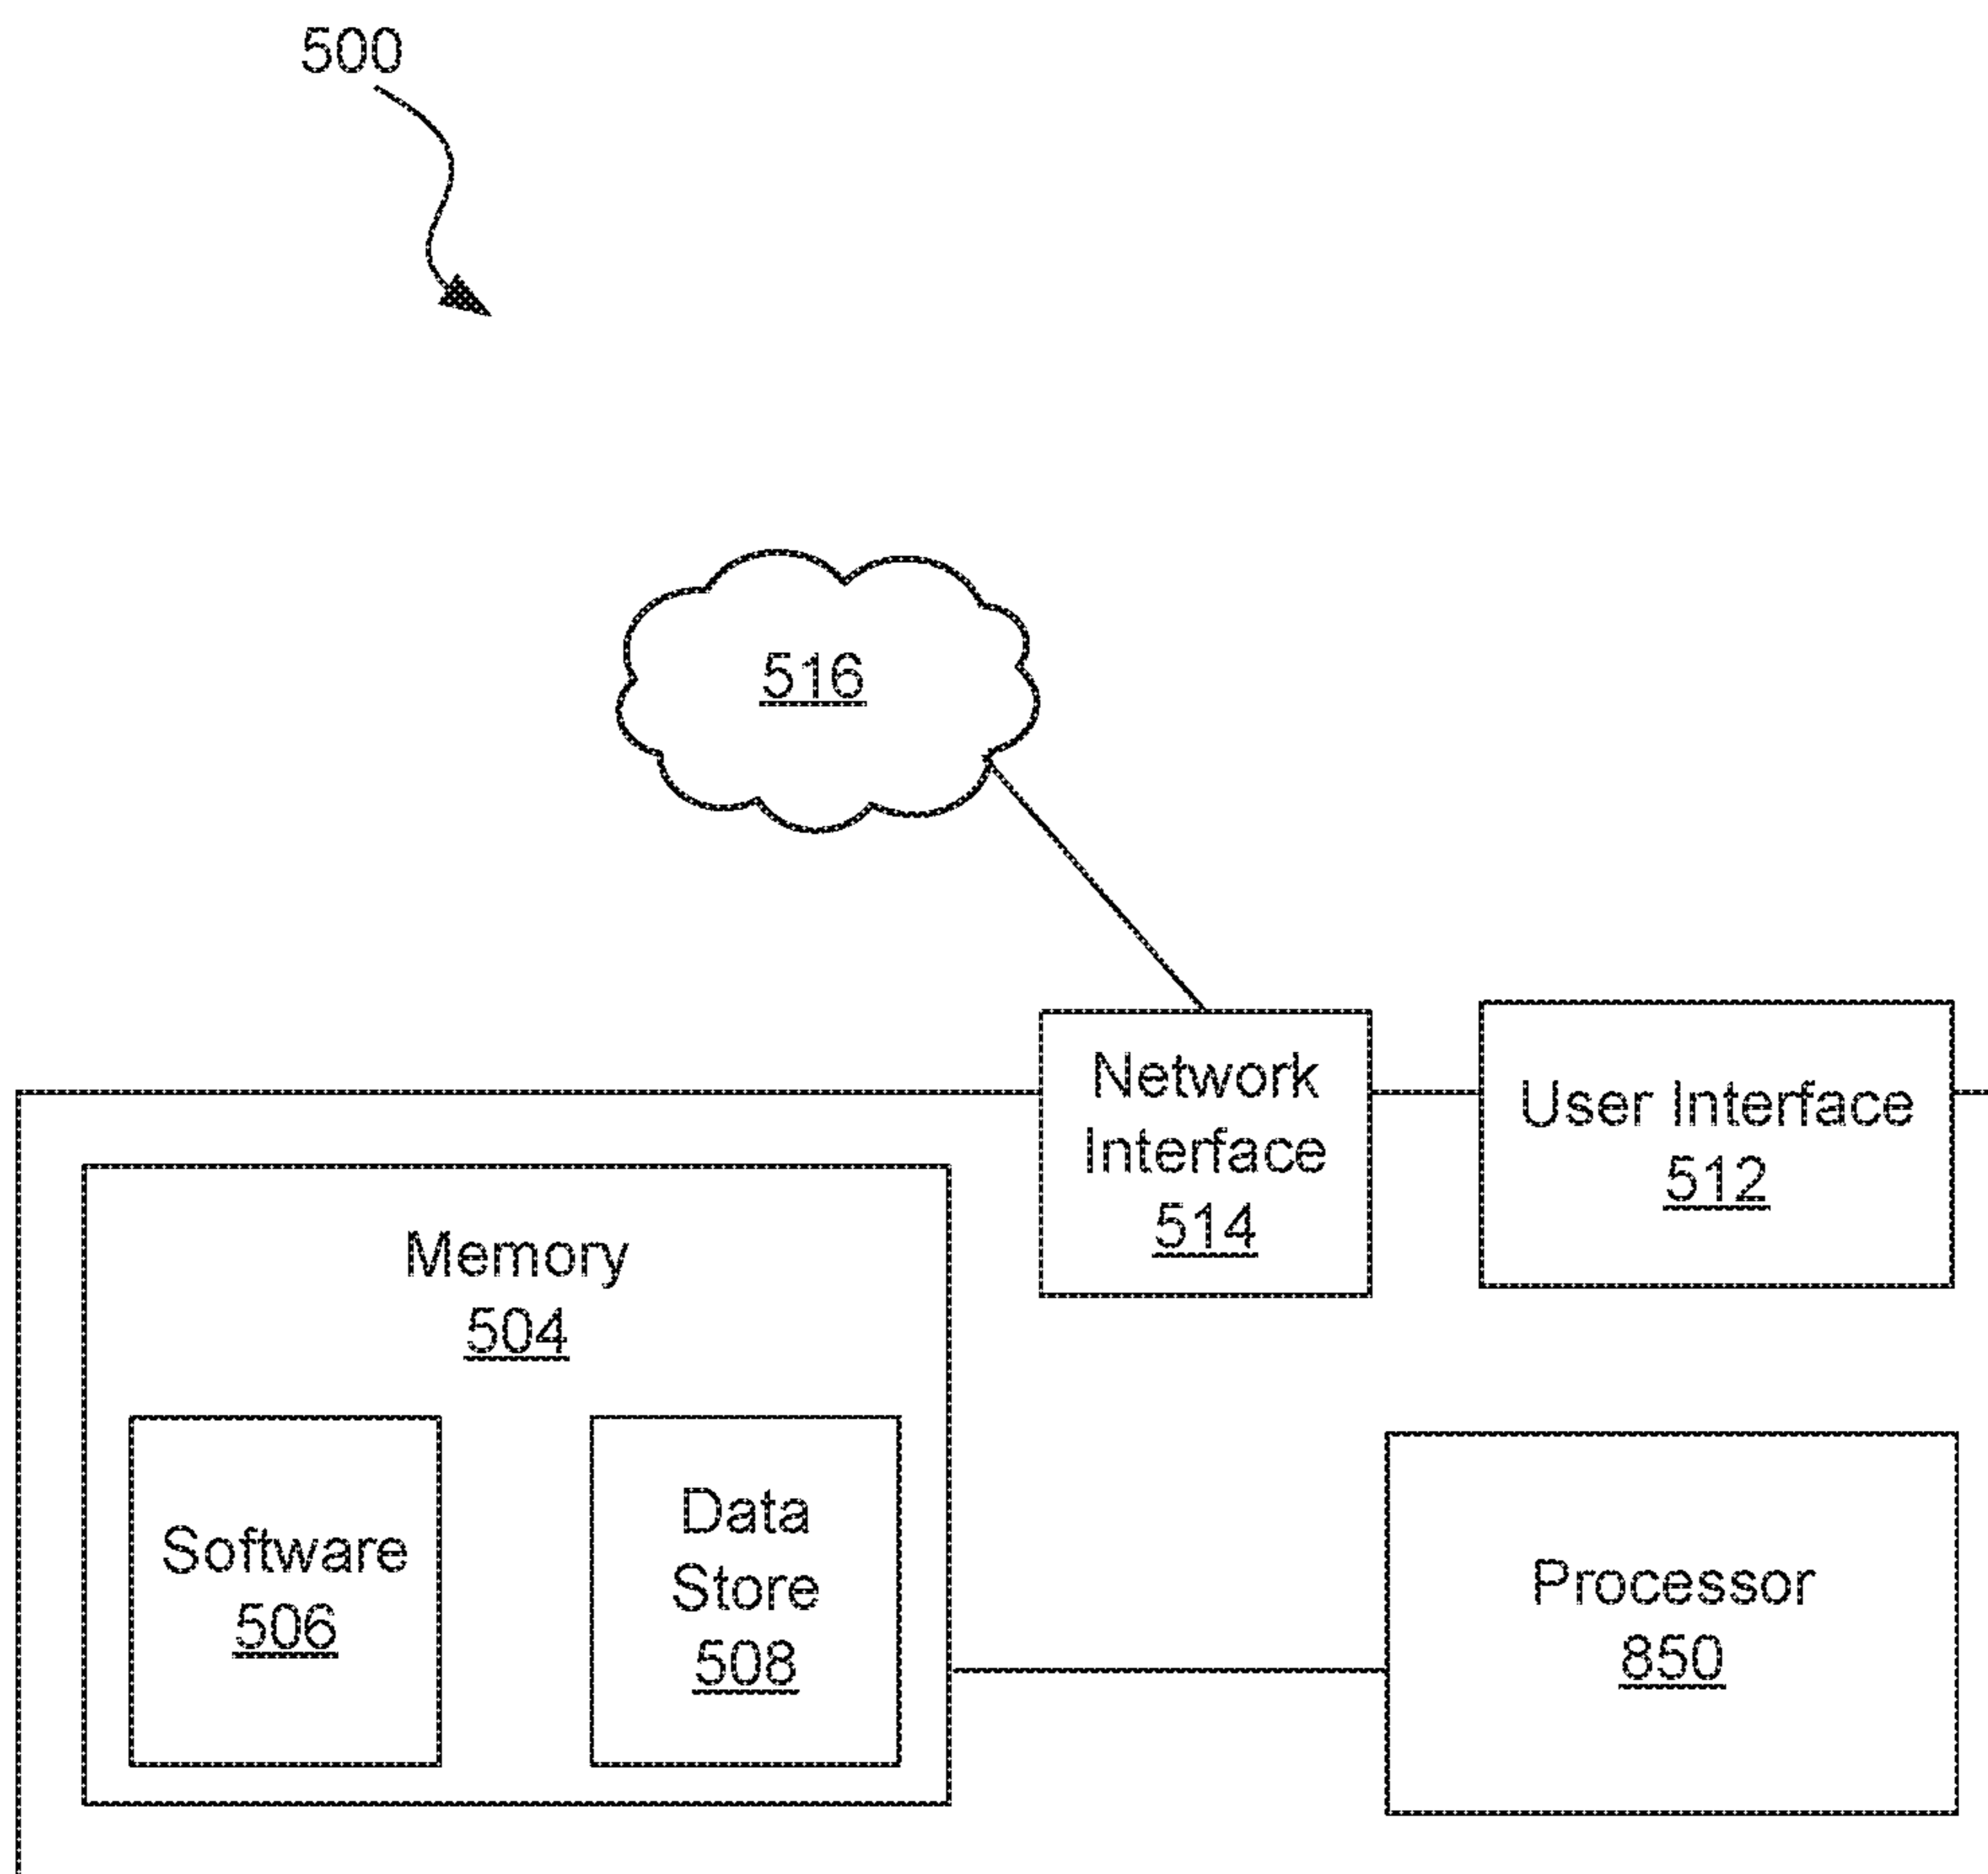 500
516
Network
Interface
514
User Interface
512
Memory
504
Software
506
Data
Store
508
Processor
850